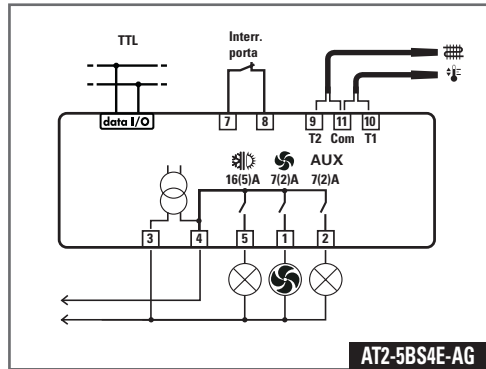 TTL
Interr.
porta
data I/O
7 8 9 11 10
T2 Com T1
AUX
16(5)A 7(2)A 7(2)A
3 4 5 1 2
AT2-5BS4E-AG